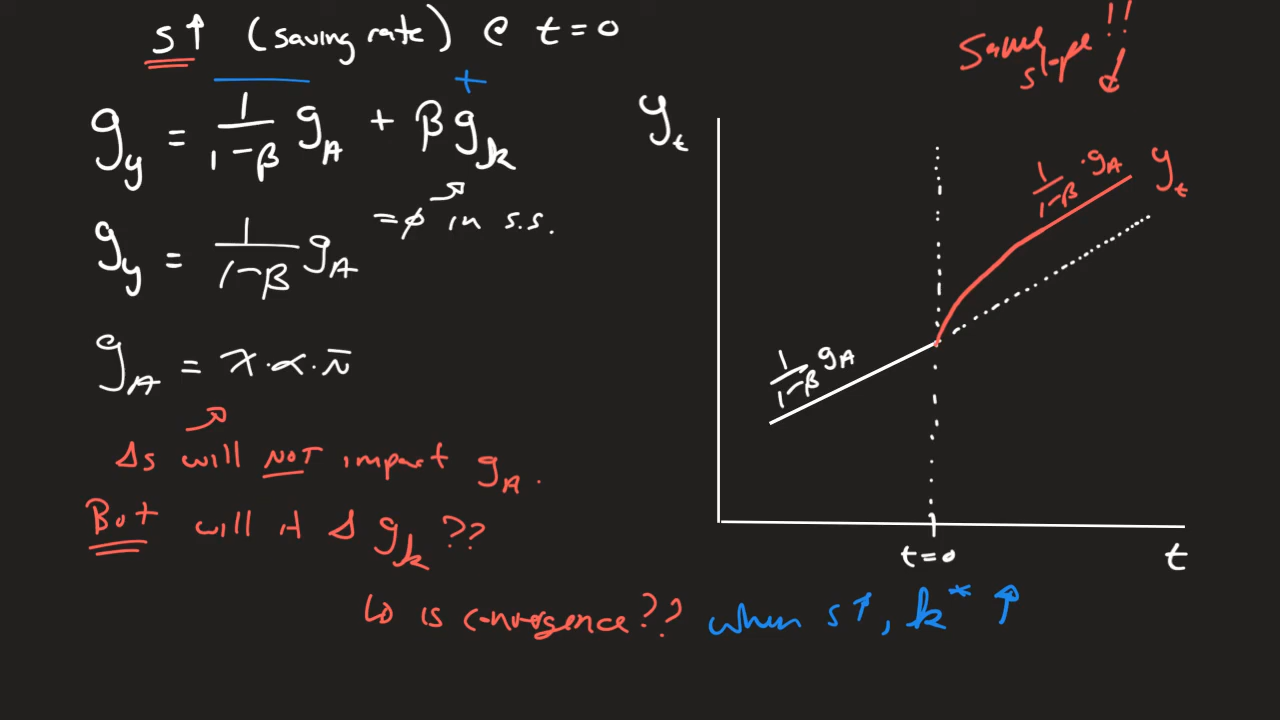 s↑ (saving rate) @ t=0
g_y = 1/(1-β) g_A + β g_k
+
= ϕ in s.s.
g_y = 1/(1-β) g_A
g_A = λ·α·n̄
Δs will NOT impact g_A.
But will it Δ g_k ??
↳ is convergence?? when s↑, k* ↑
same slope !!
y_t
1/(1-β) · g_A
y_t
1/(1-β) g_A
t=0
t